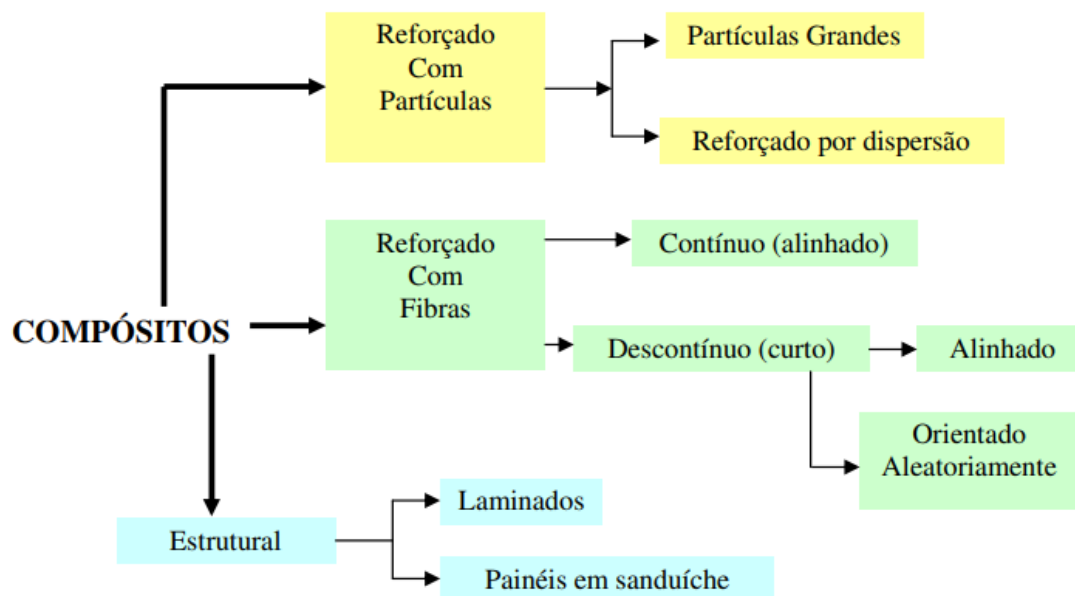 Reforçado
Com
Partículas
Partículas Grandes
Reforçado por dispersão
COMPÓSITOS
Reforçado
Com
Fibras
Contínuo (alinhado)
Descontínuo (curto)
Alinhado
Orientado
Aleatoriamente
Estrutural
Laminados
Painéis em sanduíche